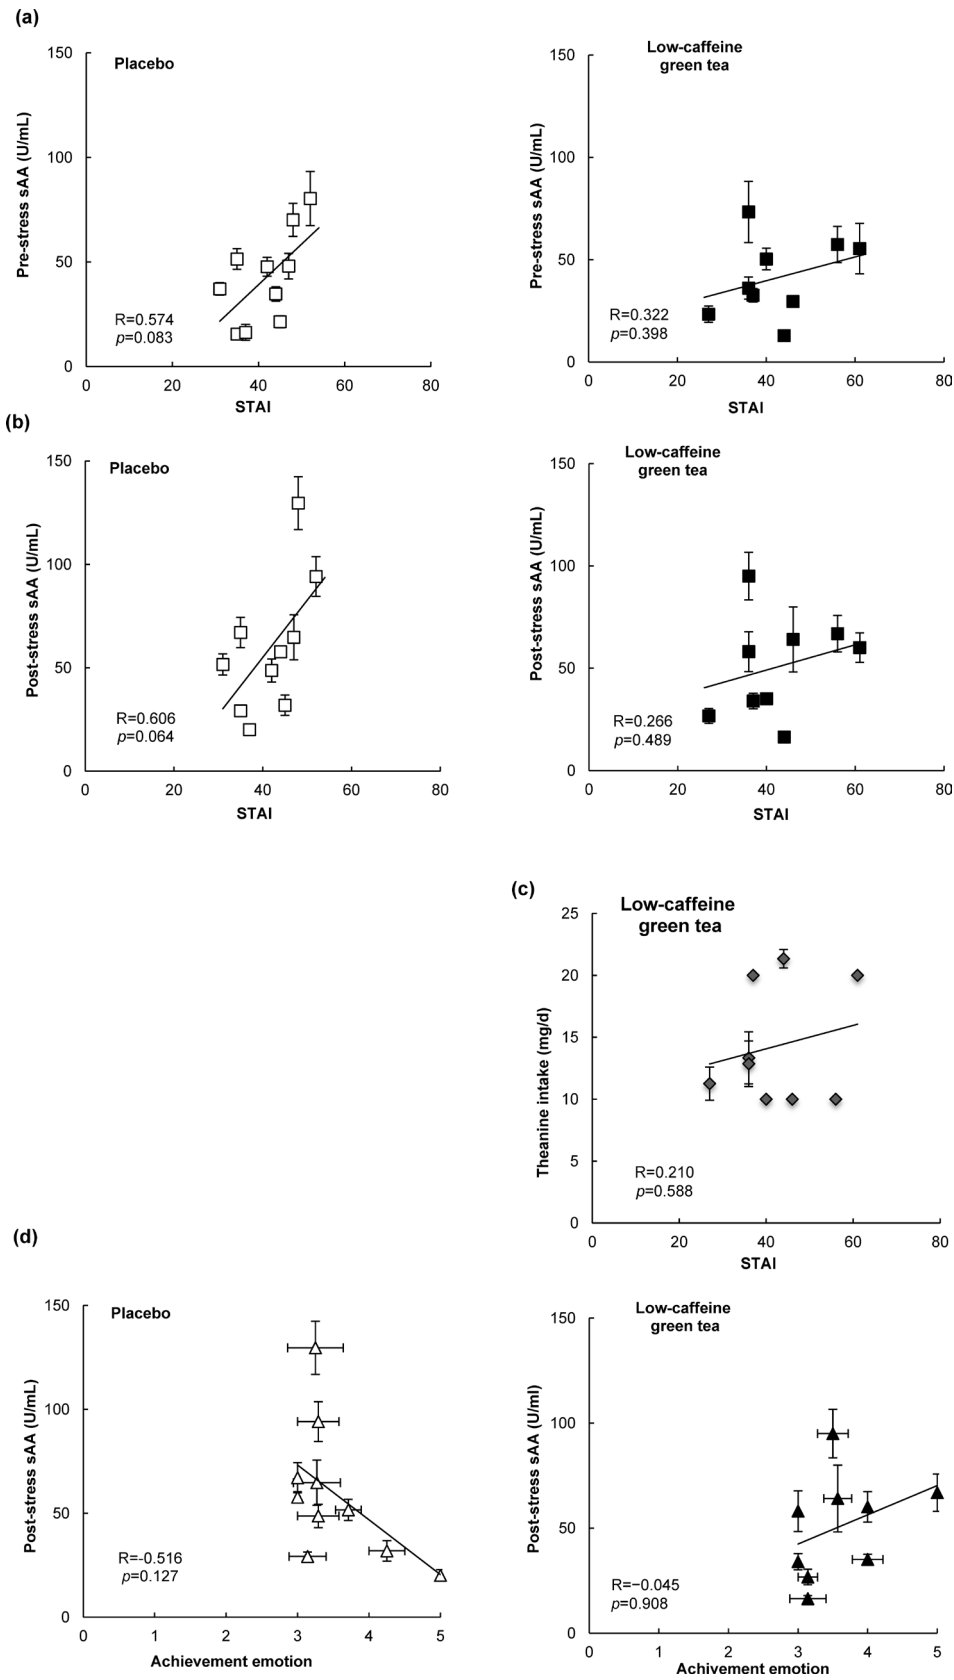 (a)
Placebo
Pre-stress sAA (U/mL)
150
100
50
0
R=0.574
p=0.083
0 20 40 60 80
STAI
Low-caffeine
green tea
Pre-stress sAA (U/mL)
150
100
50
0
R=0.322
p=0.398
0 20 40 60 80
STAI
(b)
Placebo
Post-stress sAA (U/mL)
150
100
50
0
R=0.606
p=0.064
0 20 40 60 80
STAI
Low-caffeine
green tea
Post-stress sAA (U/mL)
150
100
50
0
R=0.266
p=0.489
0 20 40 60 80
STAI
(c)
Low-caffeine
green tea
Theanine intake (mg/d)
25
20
15
10
5
0
R=0.210
p=0.588
0 20 40 60 80
STAI
(d)
Placebo
Post-stress sAA (U/mL)
150
100
50
0
R=-0.516
p=0.127
0 1 2 3 4 5
Achievement emotion
Low-caffeine
green tea
Post-stress sAA (U/ml)
150
100
50
0
R=−0.045
p=0.908
0 1 2 3 4 5
Achievement emotion